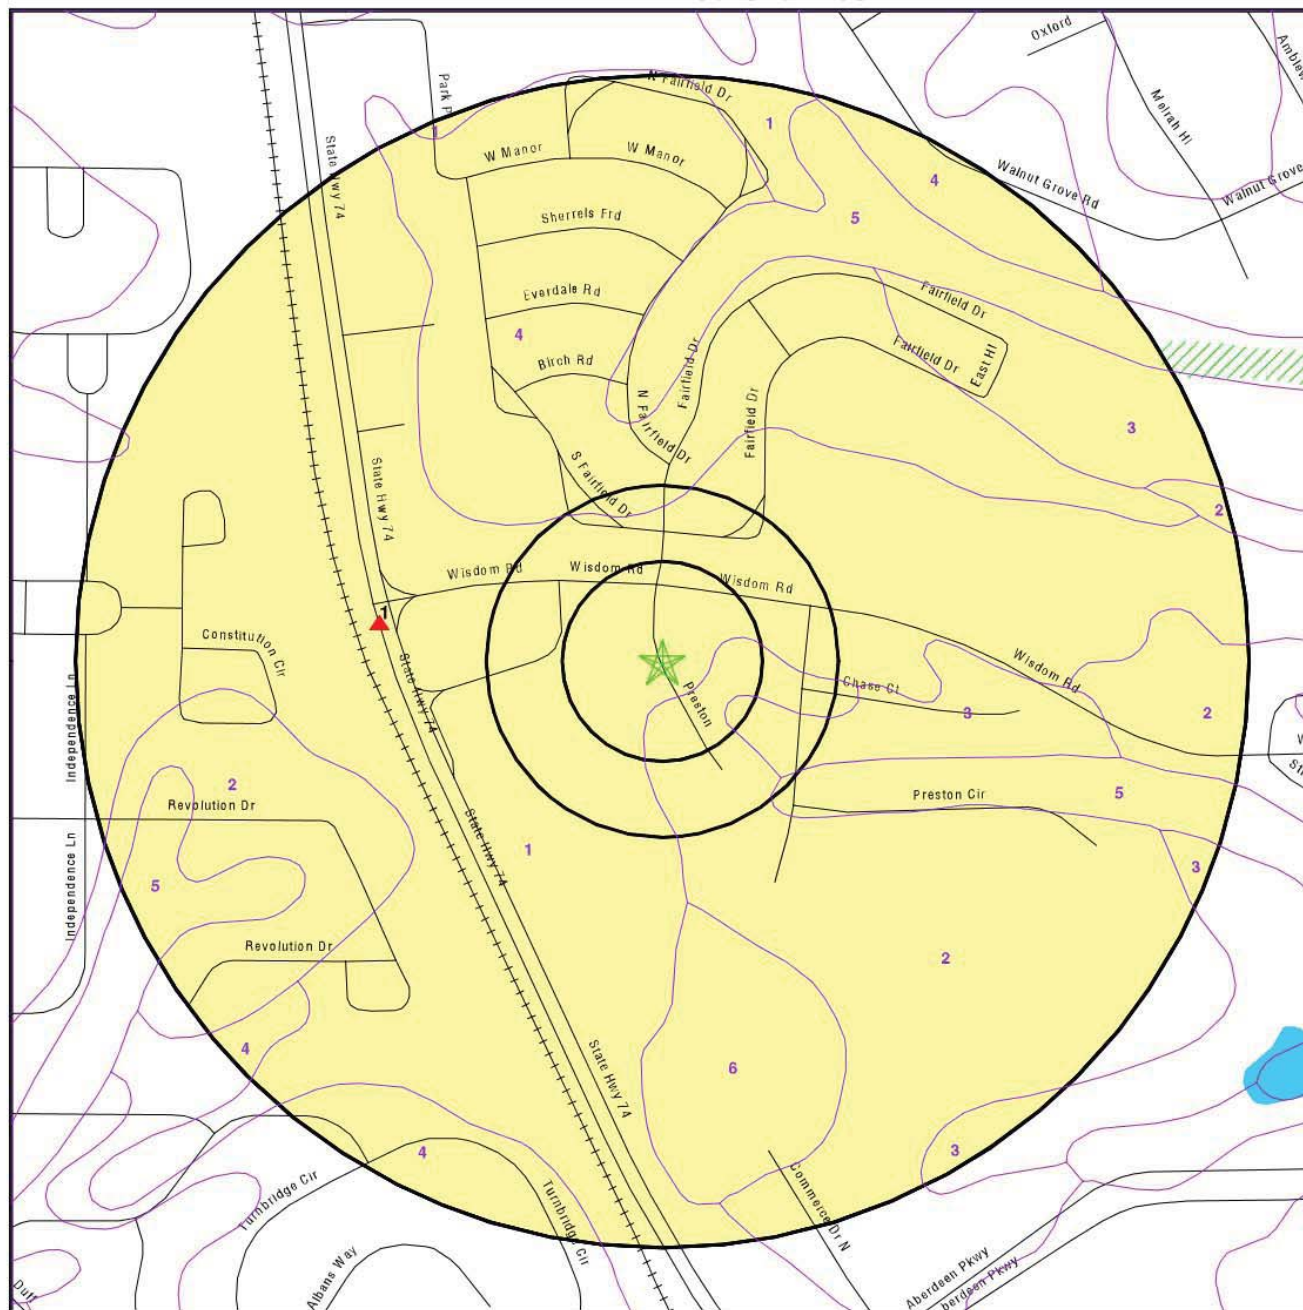 Oxford
Amblew
N Fairfield Dr
Park P
Melrah Hl
1
1
State Hwy 74
W Manor
W Manor
Walnut Grove Rd
Walnut Grove
4
5
Sherrels Frd
Everdale Rd
4
Birch Rd
Fairfield Dr
Fairfield Dr
East Hl
Fairfield Dr
N Fairfield Dr
Fairfield Dr
3
State Hwy 74
S Fairfield Dr
2
Wisdom Rd
Wisdom Rd
Wisdom Rd
1
Constitution Cir
State Hwy 74
Preston
Chase Ct
3
Wisdom Rd
2
Independence Ln
2
Revolution Dr
Preston Cir
5
Independence Ln
State Hwy 74
1
5
3
Revolution Dr
2
4
State Hwy 74
6
4
3
Turnbridge Cir
Turnbridge Cir
Commerce Dr N
Albans Way
Aberdeen Pkwy
berdeen Pkwy
Duff